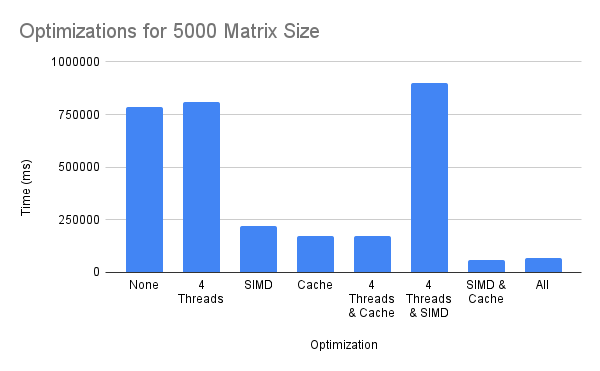 Optimizations for 5000 Matrix Size
1000000
750000
500000
250000
0
Time (ms)
None
4
Threads
SIMD
Cache
4
Threads
& Cache
4
Threads
& SIMD
SIMD &
Cache
All
Optimization